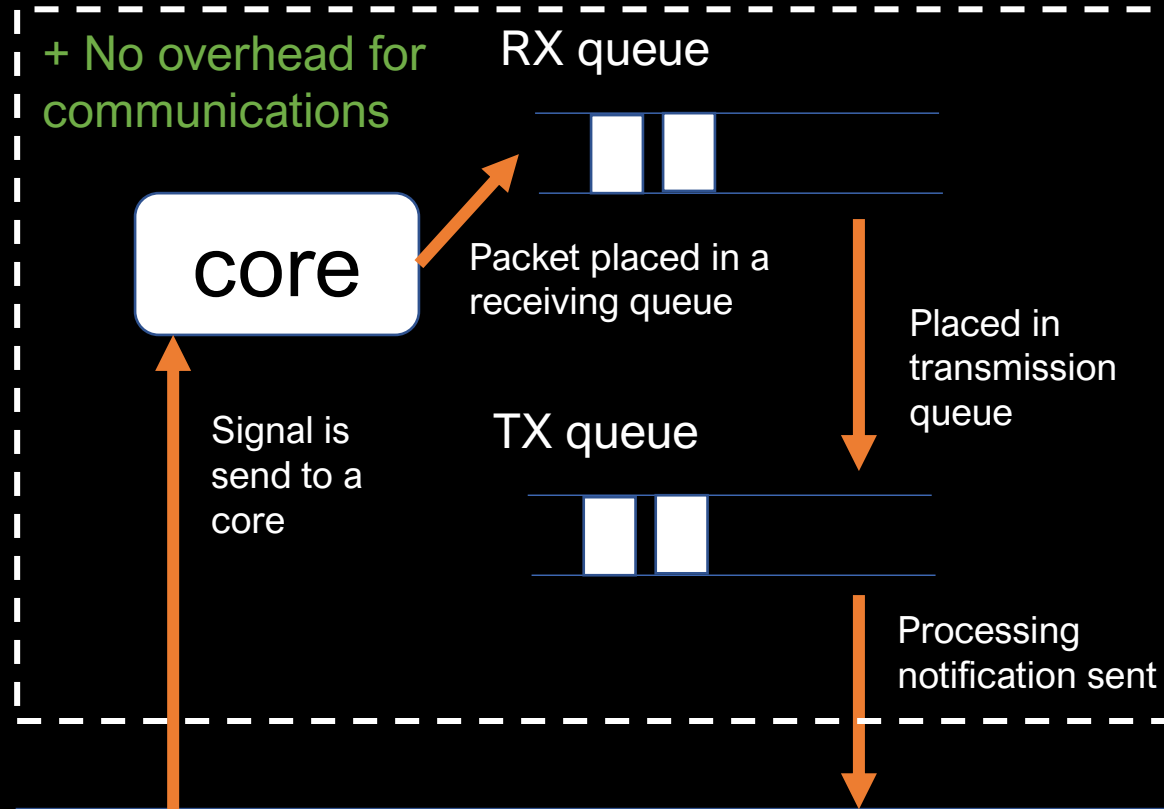 + No overhead for
communications
RX queue
core
Packet placed in a
receiving queue
Placed in
transmission
queue
Signal is
send to a
core
TX queue
Processing
notification sent